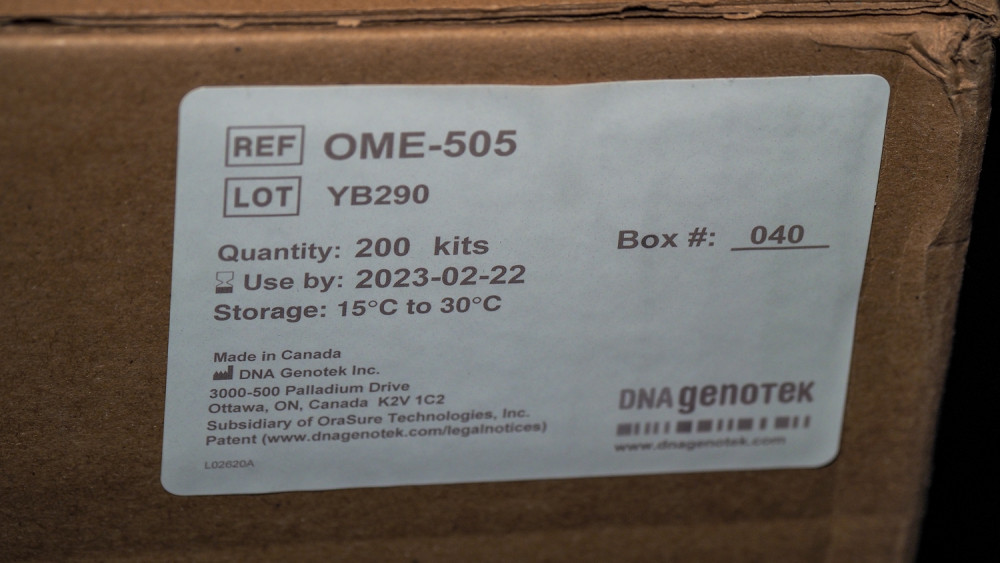 REF OME-505
LOT YB290
Quantity: 200 kits
Box #: 040
Use by: 2023-02-22
Storage: 15°C to 30°C
Made in Canada
DNA Genotek Inc.
3000-500 Palladium Drive
Ottawa, ON, Canada K2V 1C2
Subsidiary of OraSure Technologies, Inc.
Patent (www.dnagenotek.com/legalnotices)
L02620A
DNA genoTEK
www.dnagenotek.com